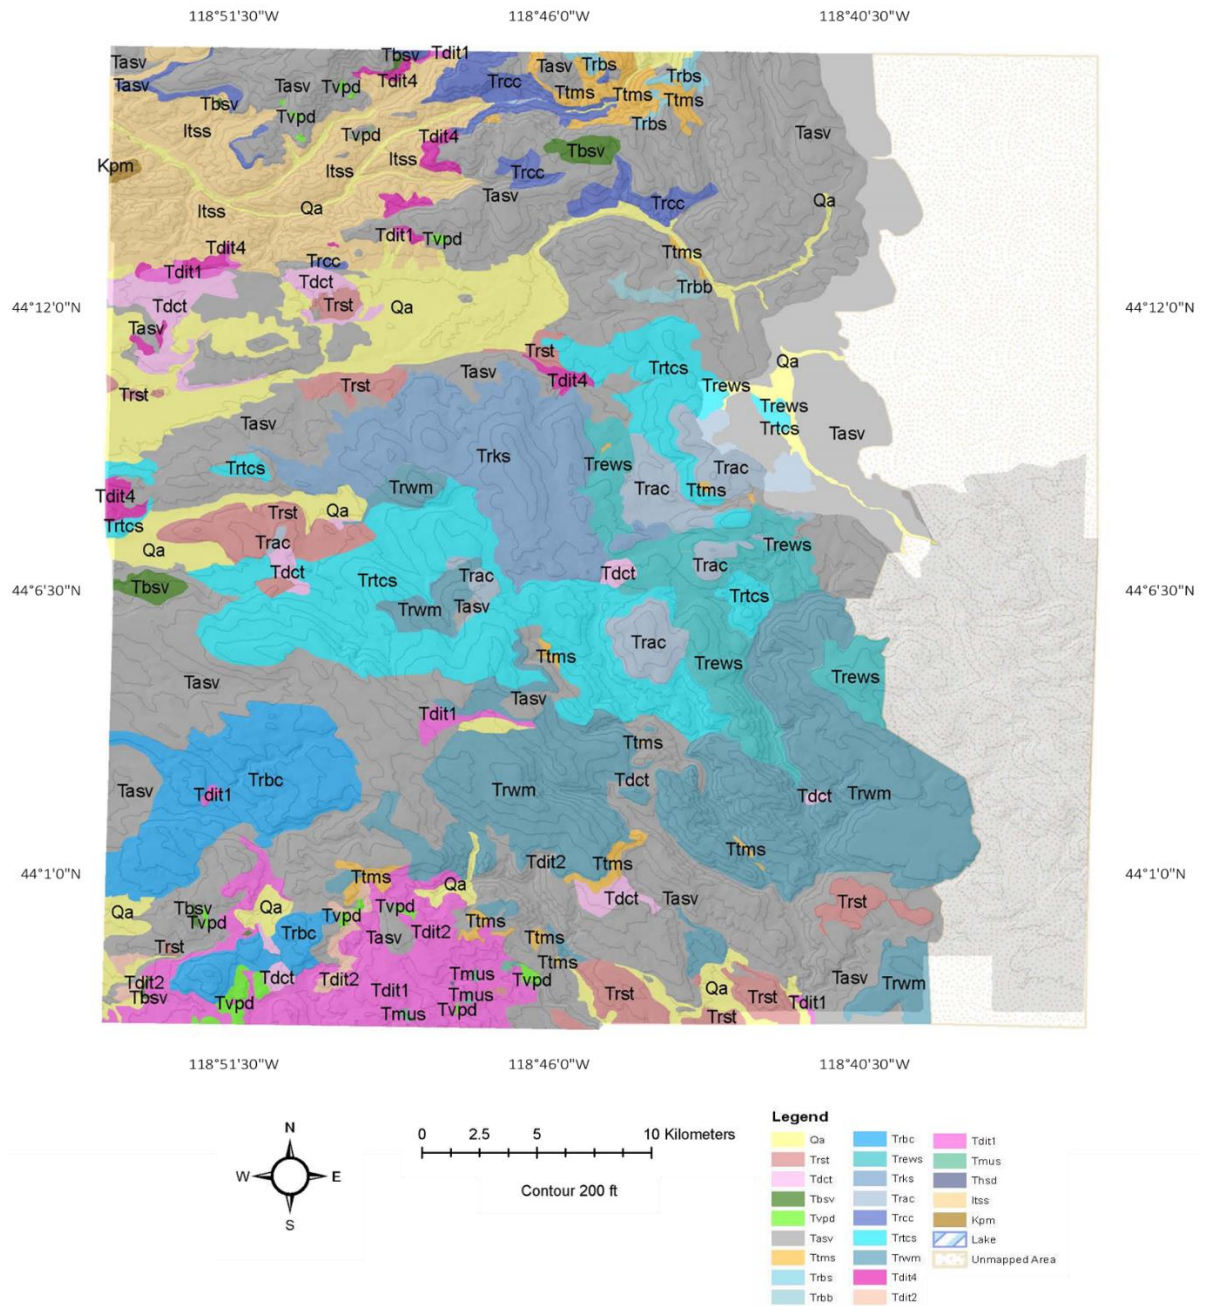 118°51'30"W 118°46'0"W 118°40'30"W
Tbsv Tdit1
Tasv Tasv Trbs
Tasv Tasv Tvpd Tdit4 Trcc Trbs
Tbsv Tvpd Ttms Ttms Ttms
Itss Tvpd Tdit4 Trbs Tasv
Kpm Itss Itss Trcc Tbsv
Itss Qa Tasv Trcc Qa
Tdit4 Tdit1 Tvpd Ttms
Tdit1 Trcc
Tdct Trbb
44°12'0"N Tdct Trst Qa 44°12'0"N
Tasv
Trst Tdit4 Trtcs Qa
Trst Trst Tasv Trews
Tasv Trews
Trtcs Tasv
Trtcs Trks Trews Trac
Tdit4 Trwm Trac Ttms
Trtcs Trst Qa
Qa Trac Trews
44°6'30"N Tbsv Tdct Trtcs Trac Tdct Trac 44°6'30"N
Trwm Tasv Trtcs
Trac
Ttms Trews
Tasv Tasv Trews
Tdit1
Ttms
Tasv Tdit1 Trbc Trwm Tdct Tdct Trwm
Ttms
44°1'0"N Ttms Qa Tdit2 Ttms 44°1'0"N
Qa Tbsv Qa Tvpd Tvpd Tdct Tasv Trst
Tvpd Trbc Tasv Tdit2 Ttms
Trst Ttms
Ttms
Tdit2 Tdct Tdit2 Tmus Tvpd Tasv Trwm
Tbsv Tvpd Tdit1 Tmus Trst Qa Trst Tdit1
Tmus Tvpd Trst
118°51'30"W 118°46'0"W 118°40'30"W
N
W E
S
0 2.5 5 10 Kilometers
Contour 200 ft
Legend
Qa
Trst
Tdct
Tbsv
Tvpd
Tasv
Ttms
Trbs
Trbb
Trbc
Trews
Trks
Trac
Trcc
Trtcs
Trwm
Tdit4
Tdit2
Tdit1
Tmus
Thsd
Itss
Kpm
Lake
Unmapped Area